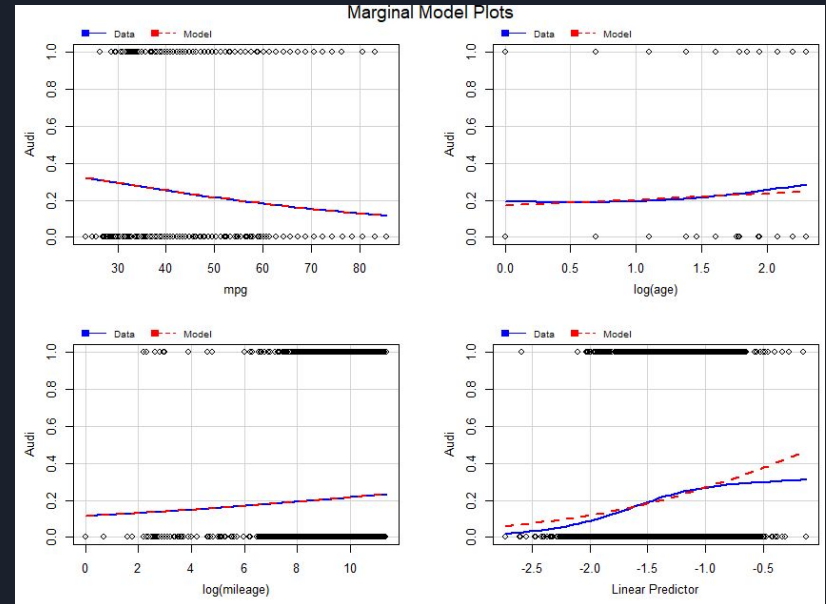 Marginal Model Plots
Data Model
Audi
1.0
0.8
0.6
0.4
0.2
0.0
30 40 50 60 70 80
mpg
Data Model
Audi
1.0
0.8
0.6
0.4
0.2
0.0
0.0 0.5 1.0 1.5 2.0
log(age)
Data Model
Audi
1.0
0.8
0.6
0.4
0.2
0.0
0 2 4 6 8 10
log(mileage)
Data Model
Audi
1.0
0.8
0.6
0.4
0.2
0.0
-2.5 -2.0 -1.5 -1.0 -0.5
Linear Predictor